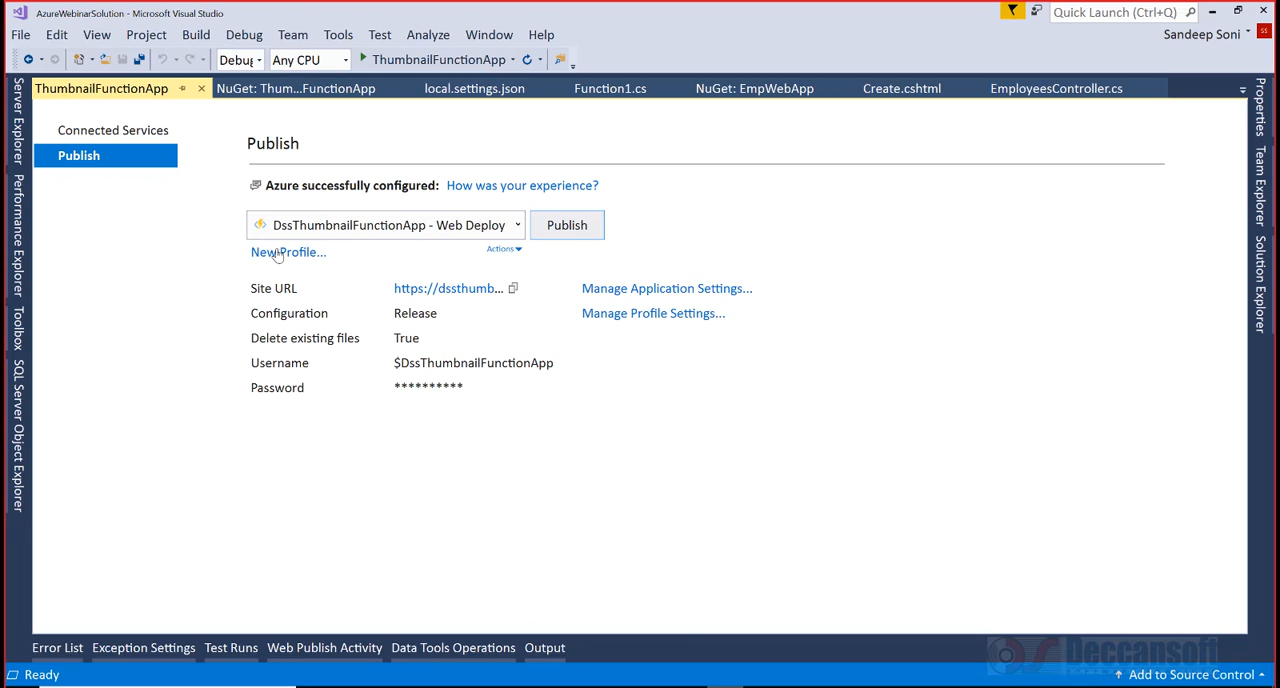 AzureWebinarSolution - Microsoft Visual Studio
Quick Launch (Ctrl+Q)
File Edit View Project Build Debug Team Tools Test Analyze Window Help
Sandeep Soni SS
Debug Any CPU ThumbnailFunctionApp
ThumbnailFunctionApp NuGet: Thum...FunctionApp local.settings.json Function1.cs NuGet: EmpWebApp Create.cshtml EmployeesController.cs
Server Explorer
Performance Explorer
Toolbox
SQL Server Object Explorer
Connected Services
Publish
Publish
Azure successfully configured: How was your experience?
DssThumbnailFunctionApp - Web Deploy Publish
New Profile... Actions
Site URL https://dssthumb... Manage Application Settings...
Configuration Release Manage Profile Settings...
Delete existing files True
Username $DssThumbnailFunctionApp
Password **********
Properties
Team Explorer
Solution Explorer
Error List Exception Settings Test Runs Web Publish Activity Data Tools Operations Output
Deccansoft
Ready Add to Source Control